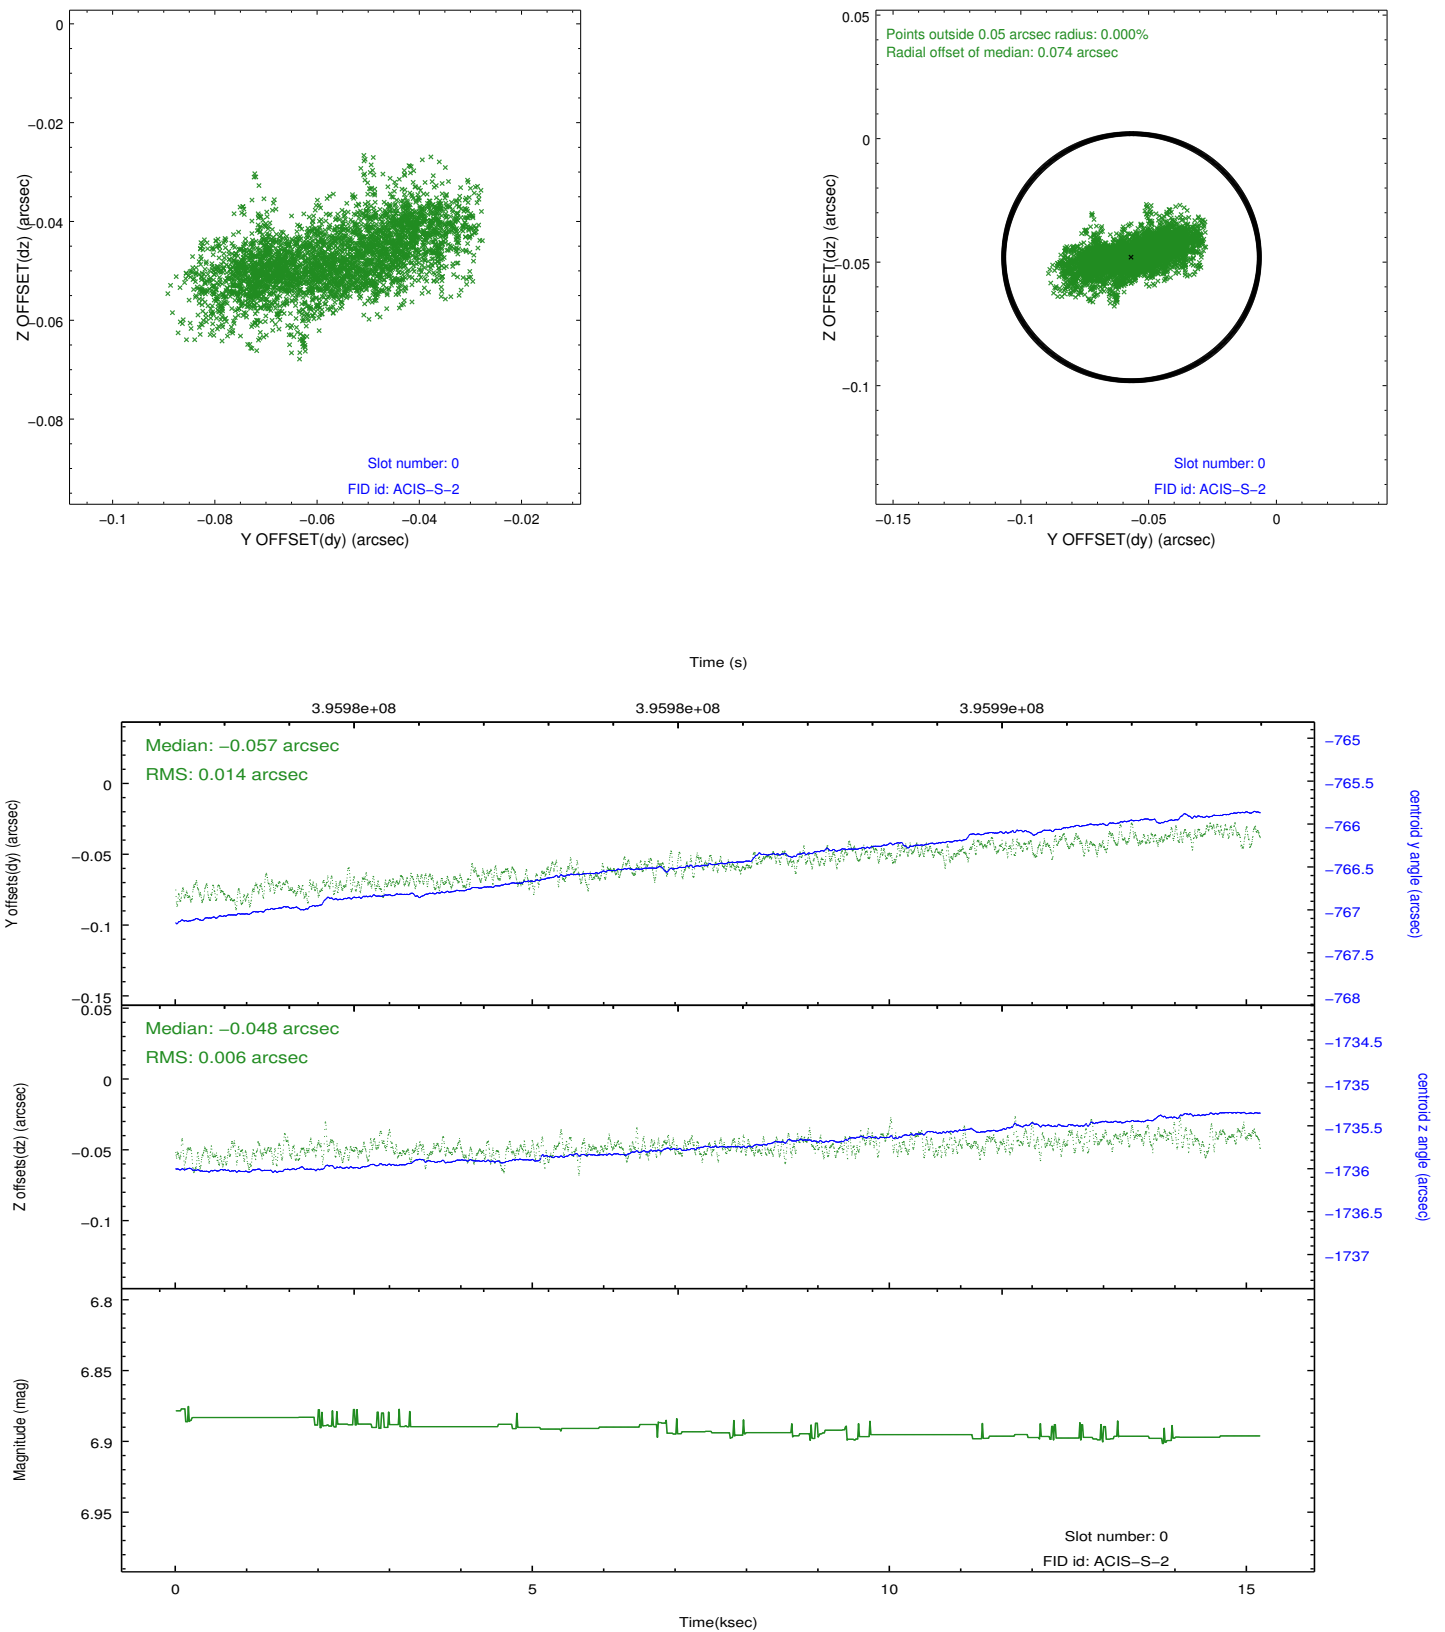 0
−0.02
−0.04
−0.06
−0.08
Z OFFSET(dz) (arcsec)
Slot number: 0
FID id: ACIS−S−2
−0.1
−0.08
−0.06
−0.04
−0.02
Y OFFSET(dy) (arcsec)
0.05
Points outside 0.05 arcsec radius: 0.000%
Radial offset of median: 0.074 arcsec
0
−0.05
−0.1
Z OFFSET(dz) (arcsec)
Slot number: 0
FID id: ACIS−S−2
−0.15
−0.1
−0.05
0
Y OFFSET(dy) (arcsec)
Time (s)
3.9598e+08
3.9598e+08
3.9599e+08
Median: −0.057 arcsec
RMS: 0.014 arcsec
0
−0.05
−0.1
−0.15
Y offsets(dy) (arcsec)
−765
−765.5
−766
−766.5
−767
−767.5
−768
centroid y angle (arcsec)
0.05
Median: −0.048 arcsec
RMS: 0.006 arcsec
0
−0.05
−0.1
Z offsets(dz) (arcsec)
−1734.5
−1735
−1735.5
−1736
−1736.5
−1737
centroid z angle (arcsec)
6.8
6.85
6.9
6.95
Magnitude (mag)
Slot number: 0
FID id: ACIS−S−2
0
5
10
15
Time(ksec)